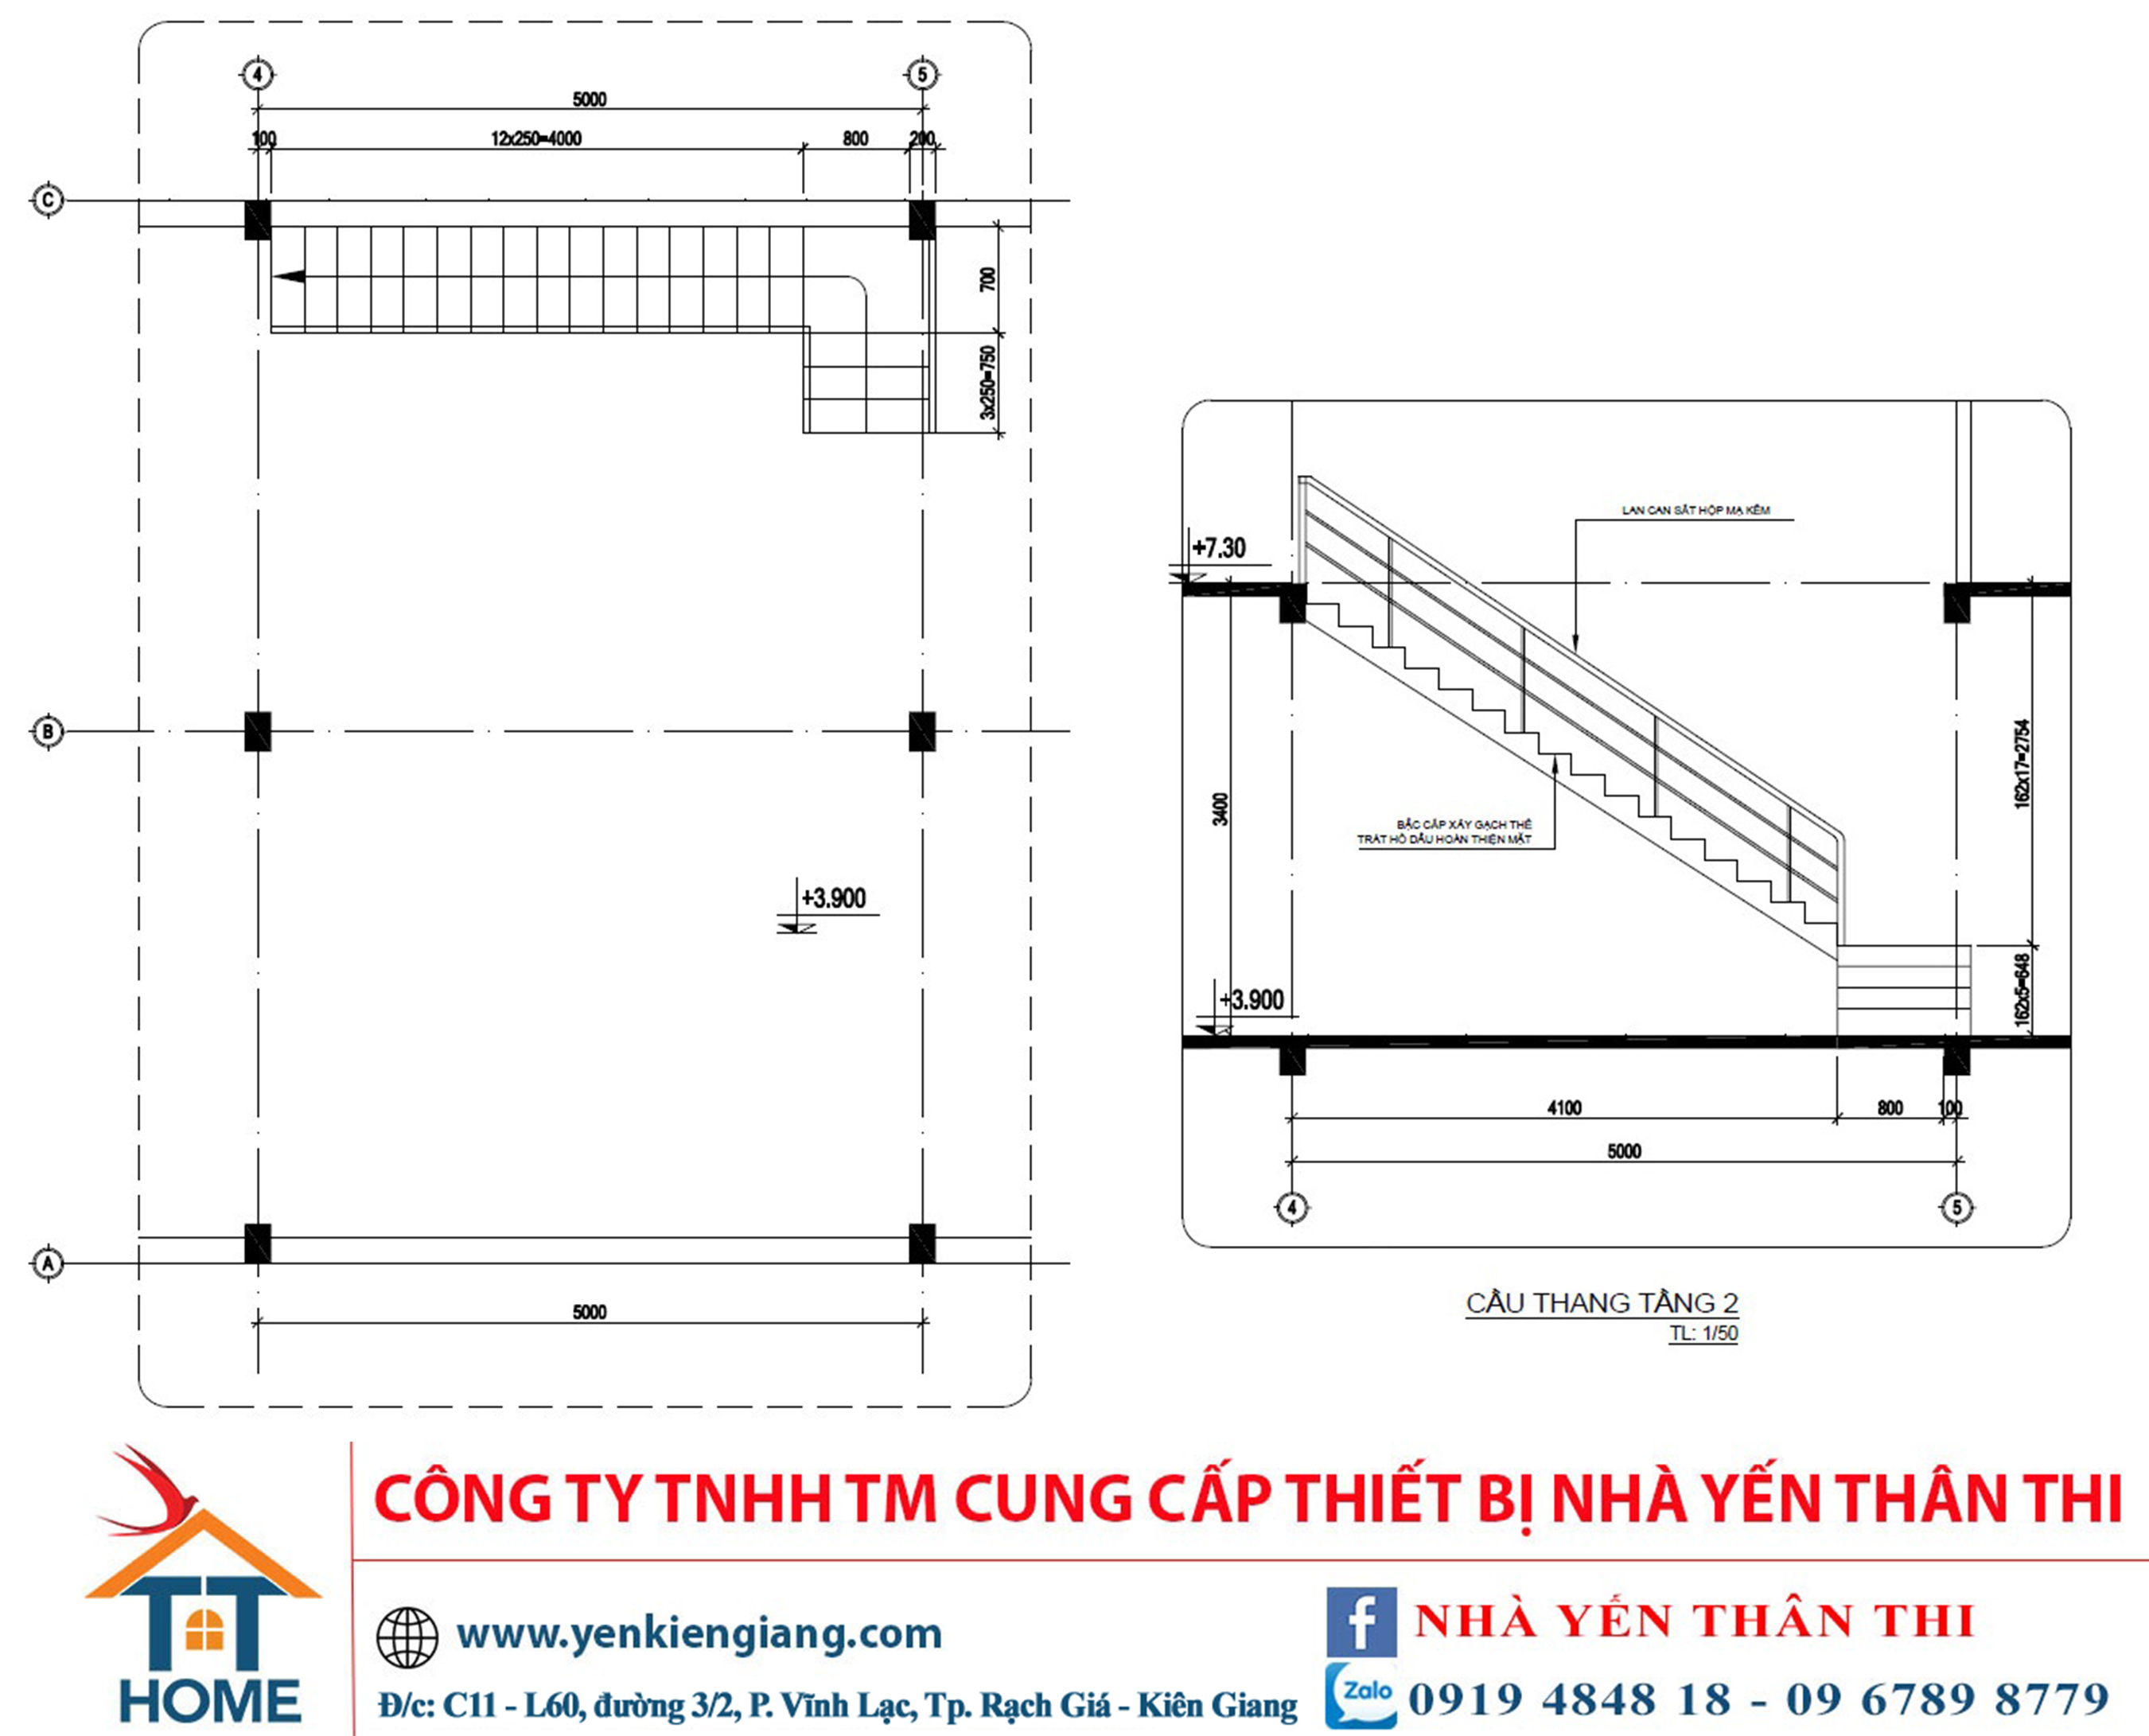 4
5
5000
100
12x250=4000
800
200
C
700
3x250=750
B
+3.900
A
5000
LAN CAN SẮT HỘP MẠ KẼM
+7.30
162x17=2754
3400
BẬC CẤP XÂY GẠCH THẺ
TRÁT HỒ DẦU HOÀN THIỆN MẶT
+3.900
162x5=648
4100
800
100
5000
4
5
CẦU THANG TẦNG 2
TL: 1/50
CÔNG TY TNHH TM CUNG CẤP THIẾT BỊ NHÀ YẾN THÂN THI
TT
HOME
www.yenkiengiang.com
Đ/c: C11 - L60, đường 3/2, P. Vĩnh Lạc, Tp. Rạch Giá - Kiên Giang
f NHÀ YẾN THÂN THI
Zalo 0919 4848 18 - 09 6789 8779